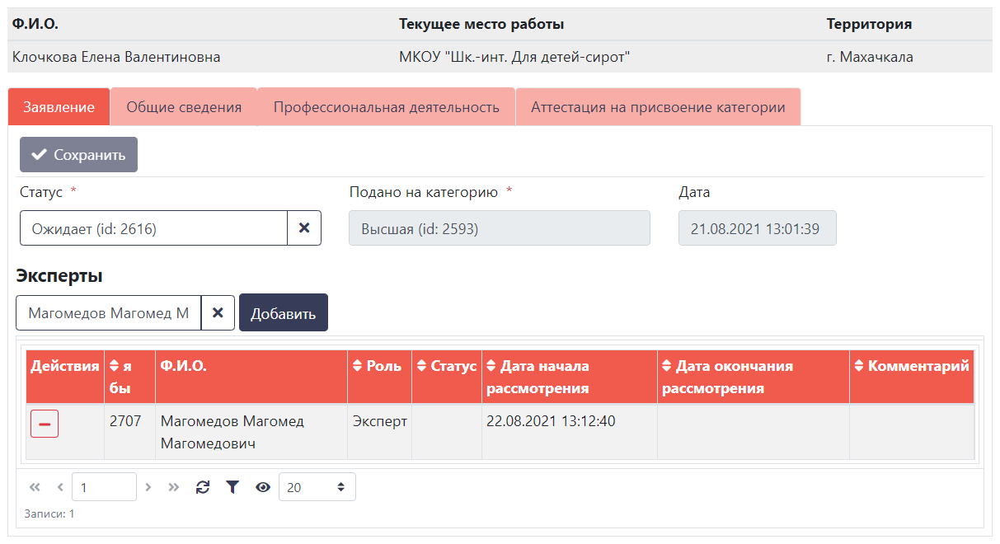 Ф.И.О. Текущее место работы Территория
Клочкова Елена Валентиновна МКОУ "Шк.-инт. Для детей-сирот" г. Махачкала
Заявление Общие сведения Профессиональная деятельность Аттестация на присвоение категории
Сохранить
Статус * Подано на категорию * Дата
Ожидает (id: 2616) Высшая (id: 2593) 21.08.2021 13:01:39
Эксперты
Магомедов Магомед М Добавить
Действия я Ф.И.О. Роль Статус Дата начала Дата окончания Комментарий
бы рассмотрения рассмотрения
2707 Магомедов Магомед Эксперт 22.08.2021 13:12:40
Магомедович
1 20
Записи: 1